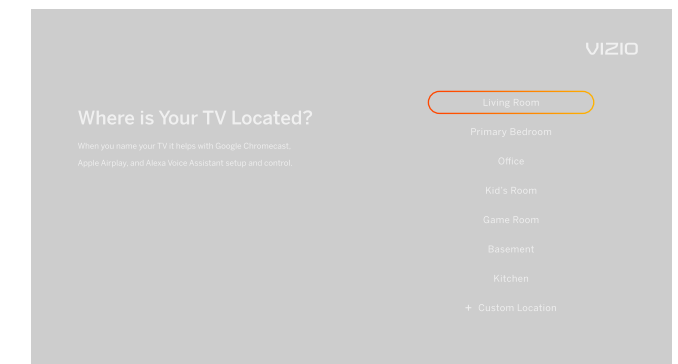 VIZIO
Where is Your TV Located?
When you name your TV it helps with Google Chromecast,
Apple Airplay, and Alexa Voice Assistant setup and control.
Living Room
Primary Bedroom
Office
Kid's Room
Game Room
Basement
Kitchen
+ Custom Location